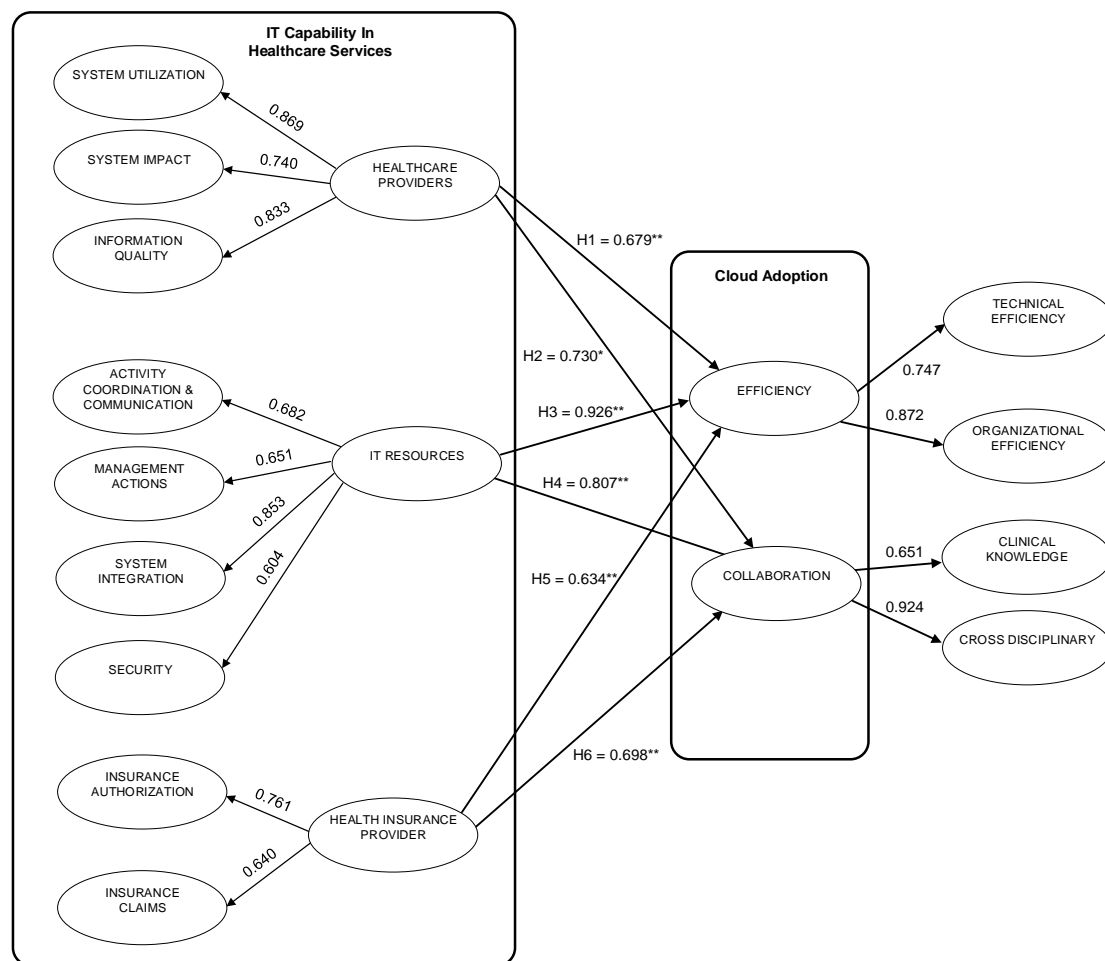 IT Capability In
Healthcare Services
SYSTEM UTILIZATION
0.869
SYSTEM IMPACT
0.740
HEALTHCARE
PROVIDERS
0.833
INFORMATION
QUALITY
H1 = 0.679**
Cloud Adoption
TECHNICAL
EFFICIENCY
H2 = 0.730*
0.747
ACTIVITY
COORDINATION &
COMMUNICATION
0.682
EFFICIENCY
H3 = 0.926**
0.872
ORGANIZATIONAL
EFFICIENCY
MANAGEMENT
ACTIONS
0.651
IT RESOURCES
H4 = 0.807**
0.853
SYSTEM
INTEGRATION
0.604
CLINICAL
KNOWLEDGE
0.651
H5 = 0.634**
COLLABORATION
0.924
CROSS DISCIPLINARY
SECURITY
H6 = 0.698**
INSURANCE
AUTHORIZATION
0.761
HEALTH INSURANCE
PROVIDER
0.640
INSURANCE
CLAIMS